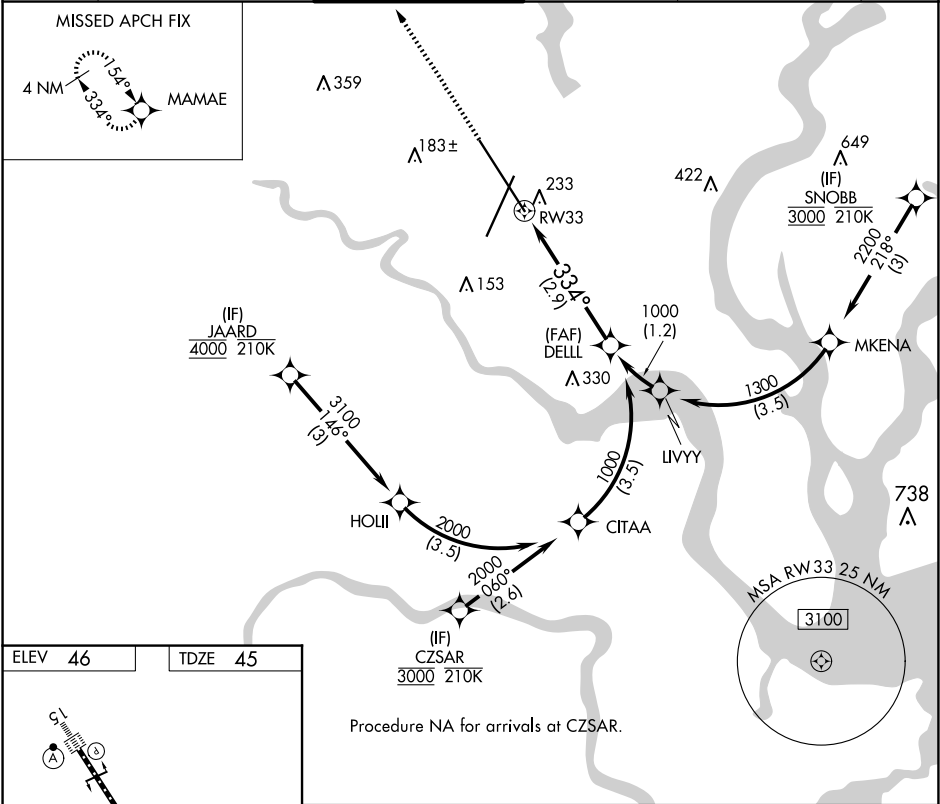 MISSED APCH FIX
4 NM
154°
334°
MAMAE
359
183±
233
RW33
422
649
(IF)
SNOBB
3000 210K
2200
218°
(3)
153
334°
(2.9)
1000
(1.2)
(FAF)
DELLL
MKENA
(IF)
JAARD
4000 210K
330
1300
(3.5)
3100
146°
(3)
LIVYY
1000
(3.5)
738
HOLII
2000
(3.5)
CITAA
2000
060°
(2.6)
MSA RW33 25 NM
3100
(IF)
CZSAR
3000 210K
ELEV 46
TDZE 45
Procedure NA for arrivals at CZSAR.
15
A
P